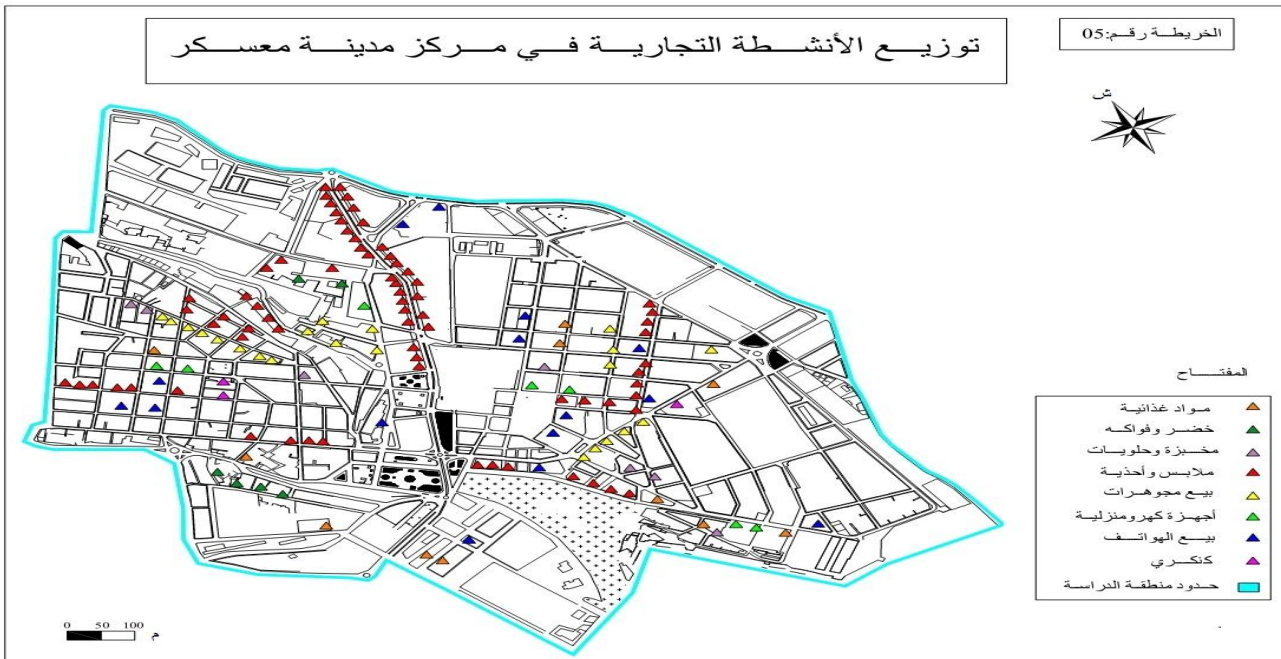 الخريطة رقم:05
توزيع الأنشطة التجارية في مركز مدينة معسكر
ش
المفتاح
مواد غذائية
خضر وفواكه
مخبزة وحلويات
ملابس وأحذية
بيع مجوهرات
أجهزة كهرومنزلية
بيع الهواتف
كنكري
حدود منطقة الدراسة
0 50 100 م